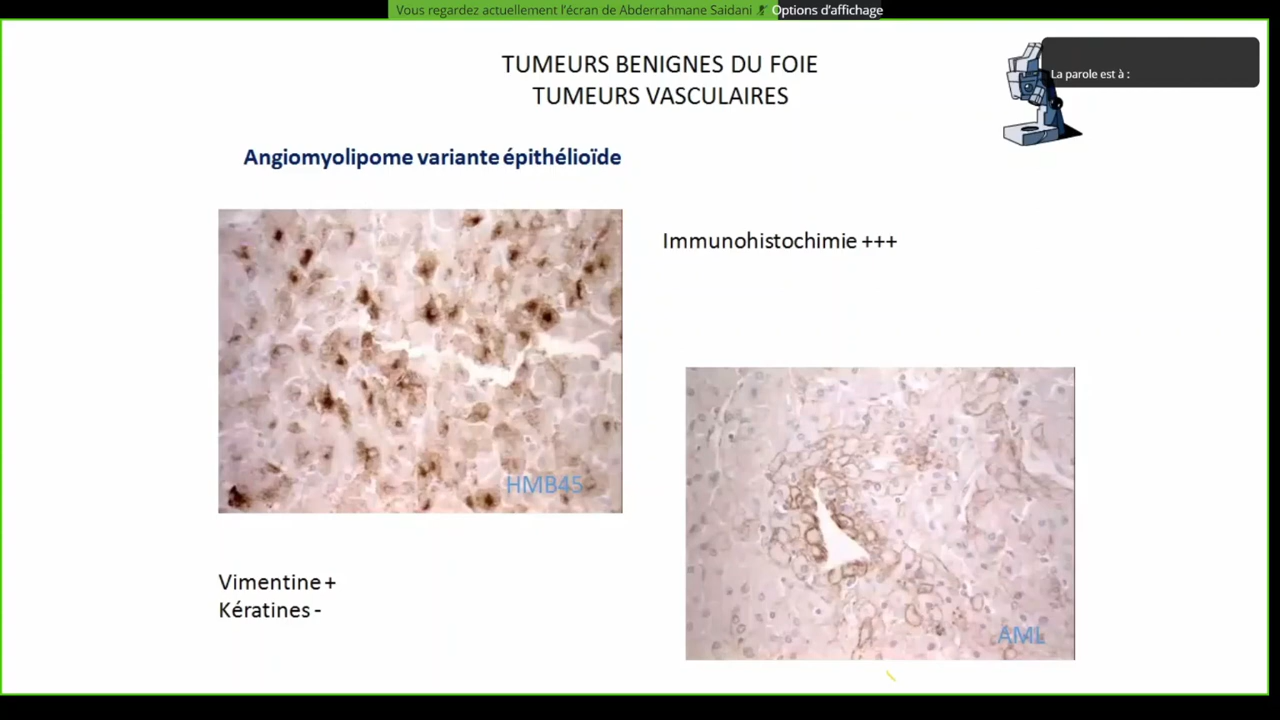 Vous regardez actuellement l'écran de Abderrahmane Saidani
Options d'affichage
La parole est à :
TUMEURS BENIGNES DU FOIE
TUMEURS VASCULAIRES
Angiomyolipome variante épithélioïde
Immunohistochimie +++
HMB45
Vimentine +
Kératines -
AML